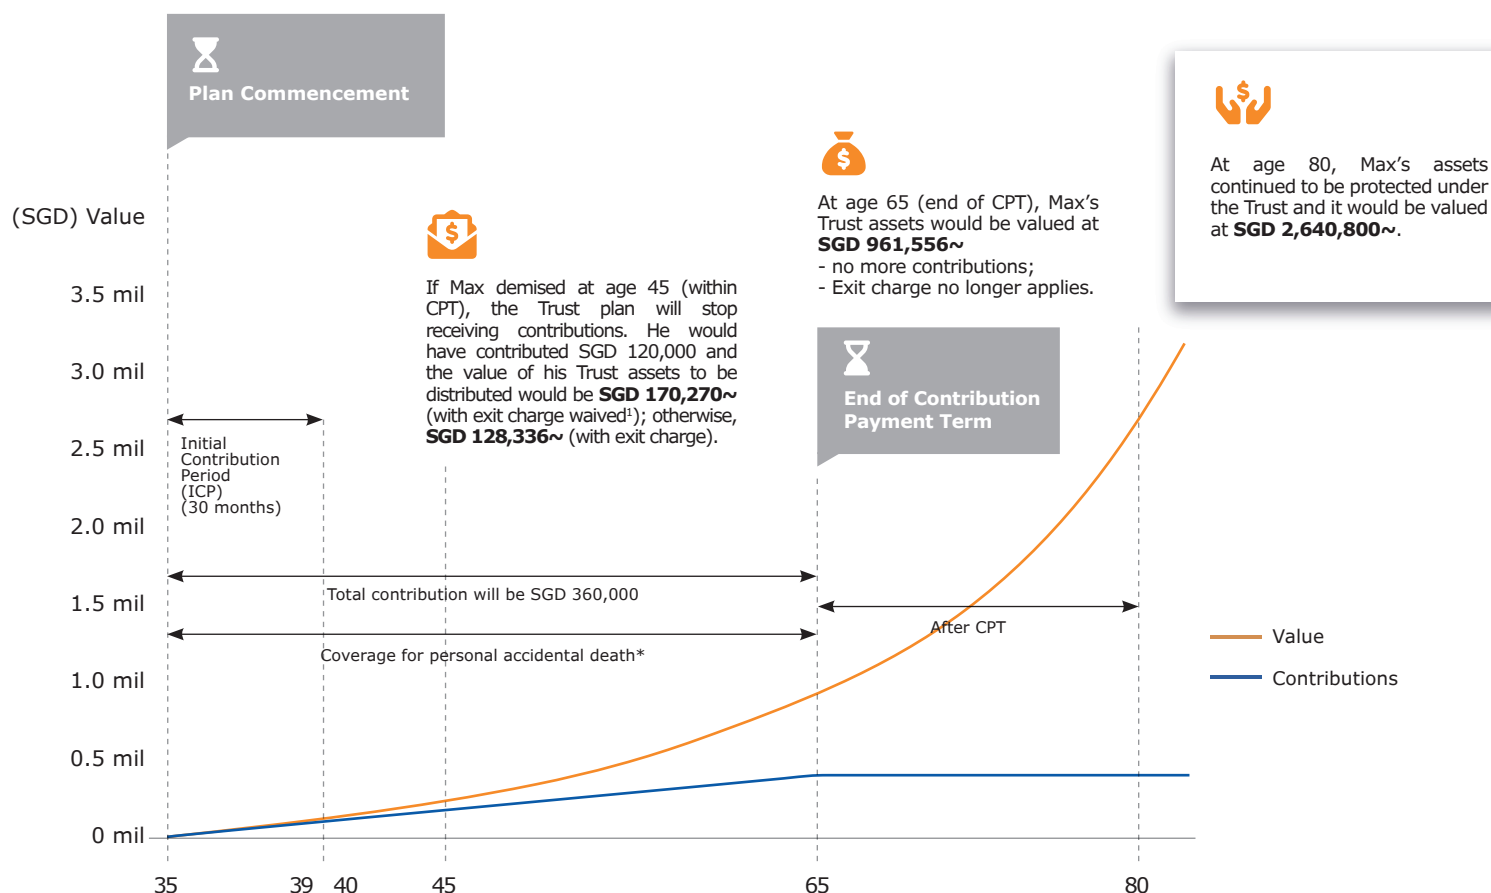 Plan Commencement
(SGD) Value
3.5 mil
3.0 mil
2.5 mil
2.0 mil
1.5 mil
1.0 mil
0.5 mil
0 mil
Initial
Contribution
Period
(ICP)
(30 months)
If Max demised at age 45 (within
CPT), the Trust plan will stop
receiving contributions. He would
have contributed SGD 120,000 and
the value of his Trust assets to be
distributed would be SGD 170,270~
(with exit charge waived¹); otherwise,
SGD 128,336~ (with exit charge).
At age 65 (end of CPT), Max’s
Trust assets would be valued at
SGD 961,556~
- no more contributions;
- Exit charge no longer applies.
End of Contribution
Payment Term
At age 80, Max’s assets
continued to be protected under
the Trust and it would be valued
at SGD 2,640,800~.
Total contribution will be SGD 360,000
Coverage for personal accidental death*
After CPT
Value
Contributions
35 39 40 45 65 80